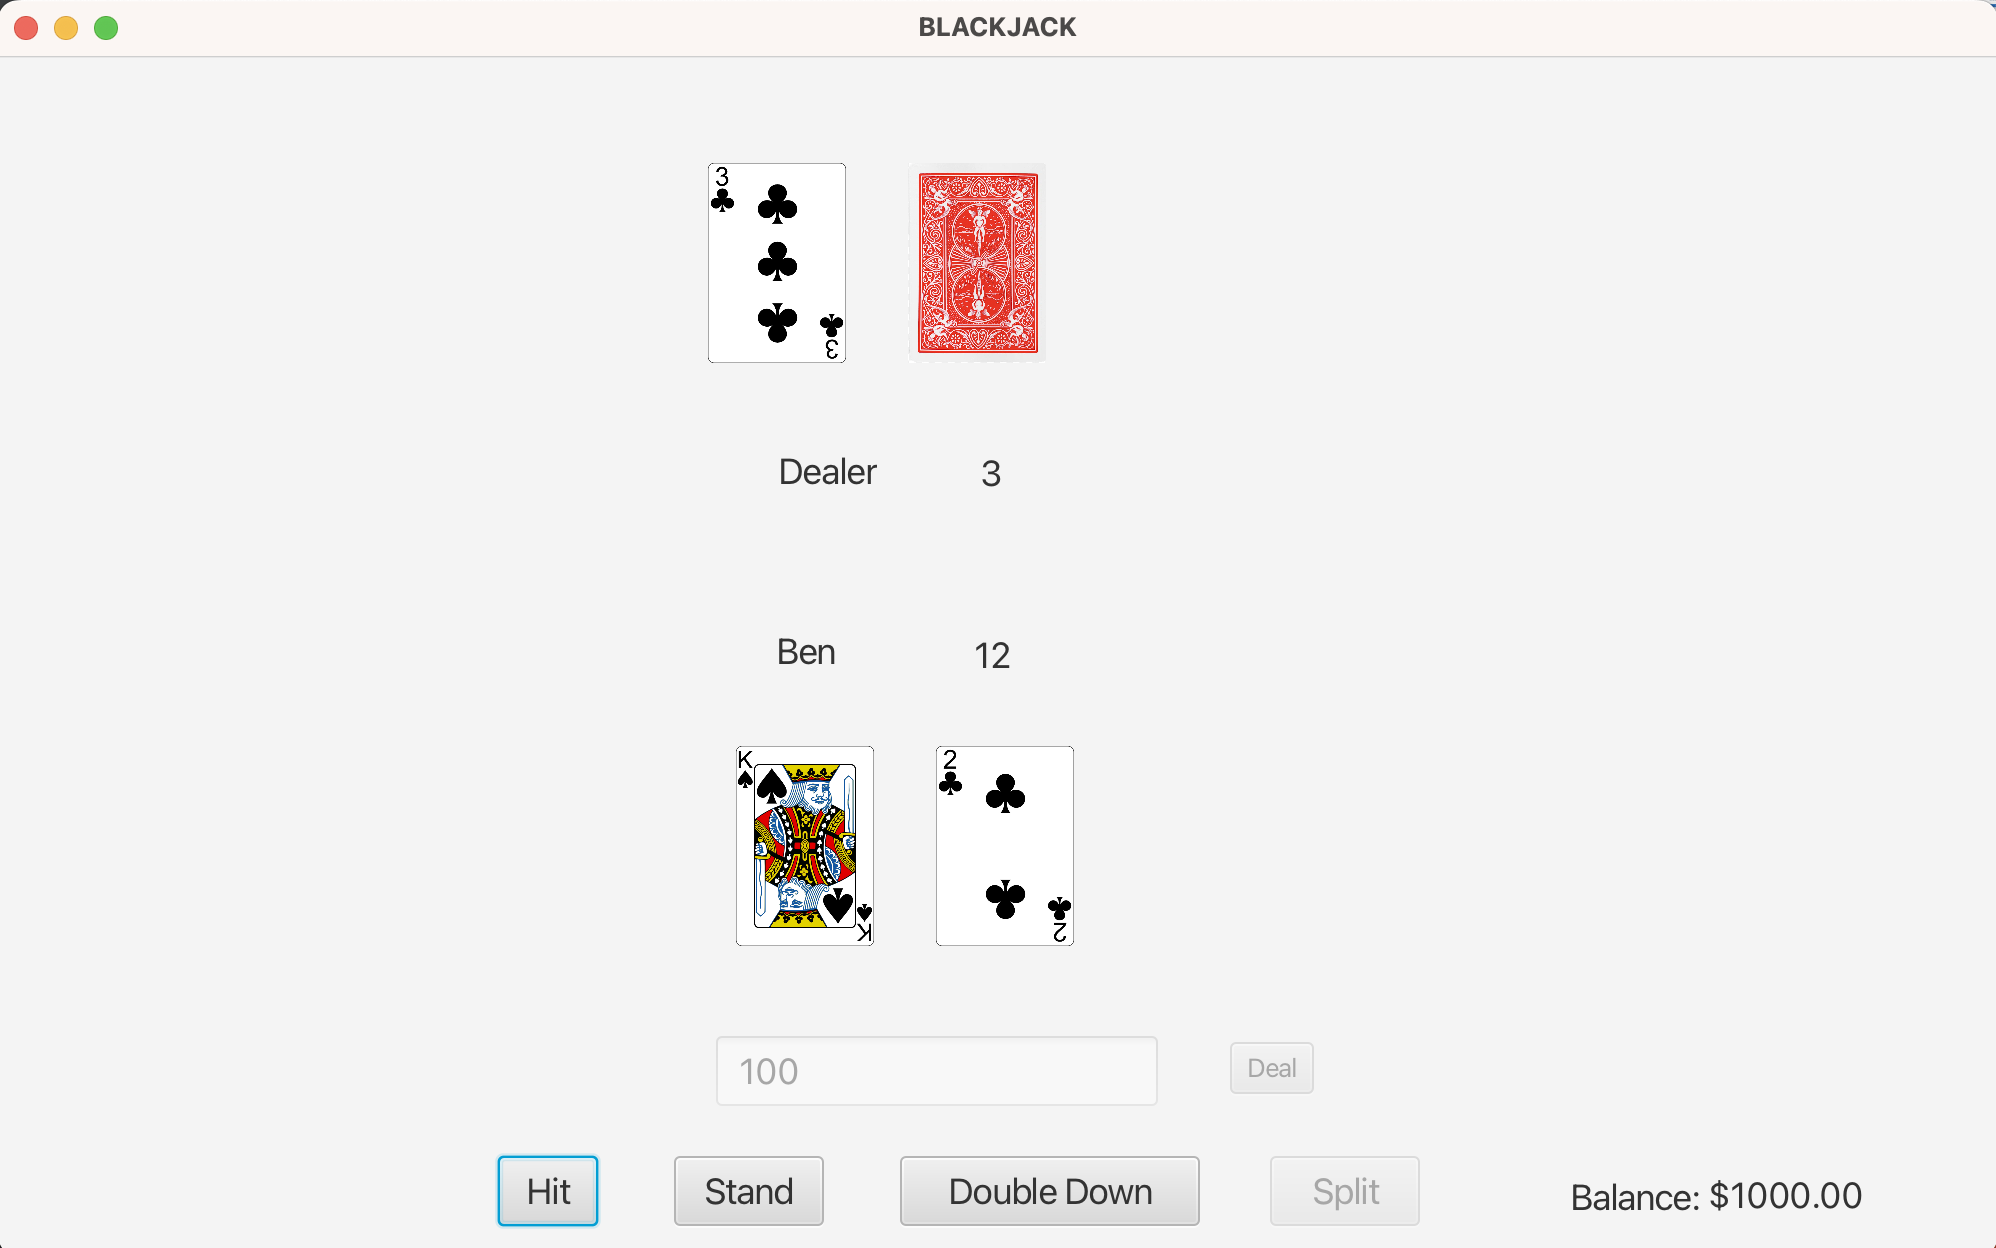 BLACKJACK
3
3
Dealer 3
Ben 12
K
2
K
2
100 Deal
Hit Stand Double Down Split Balance: $1000.00